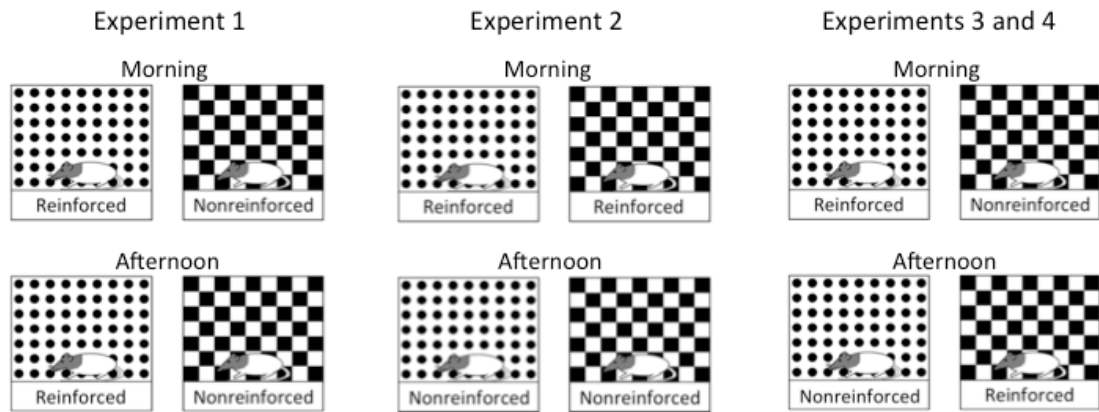 Experiment 1
Experiment 2
Experiments 3 and 4
Morning
Morning
Morning
Reinforced
Nonreinforced
Reinforced
Reinforced
Reinforced
Nonreinforced
Afternoon
Afternoon
Afternoon
Reinforced
Nonreinforced
Nonreinforced
Nonreinforced
Nonreinforced
Reinforced